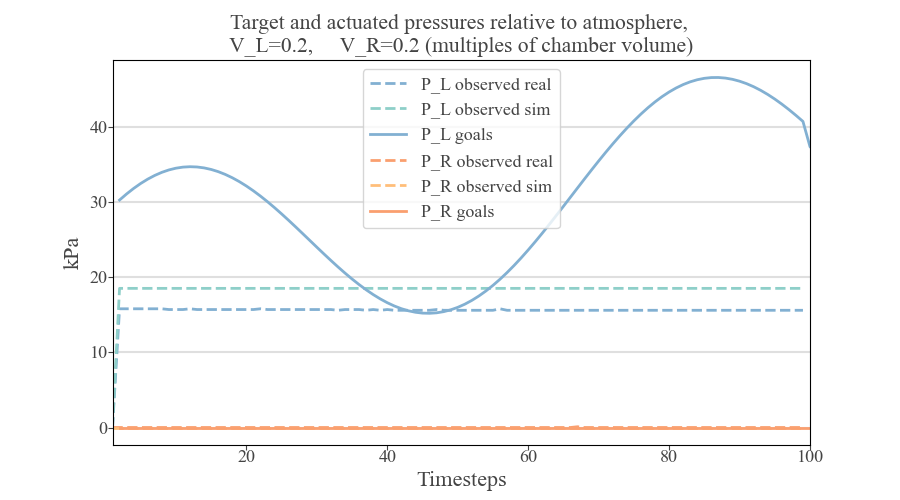 Target and actuated pressures relative to atmosphere,
V_L=0.2, V_R=0.2 (multiples of chamber volume)
P_L observed real
P_L observed sim
P_L goals
P_R observed real
P_R observed sim
P_R goals
kPa
40
30
20
10
0
20 40 60 80 100
Timesteps